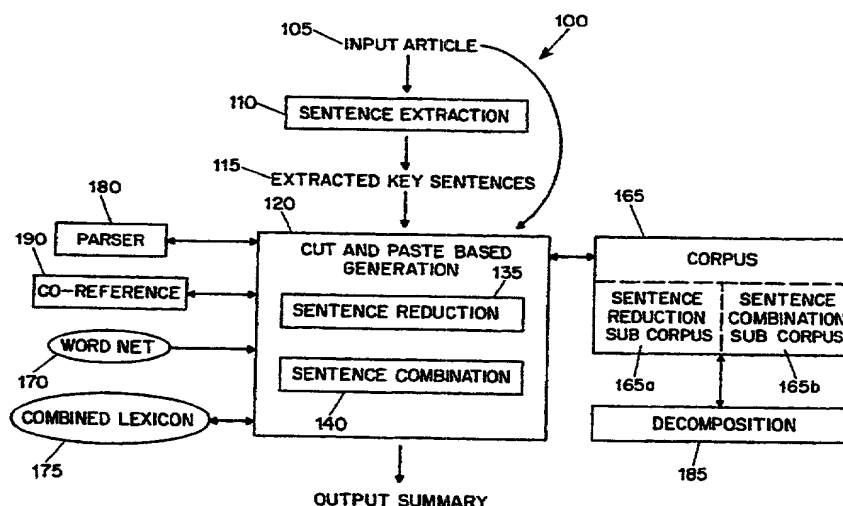 100
105
INPUT ARTICLE
110
SENTENCE EXTRACTION
115
EXTRACTED KEY SENTENCES
180
PARSER
190
CO-REFERENCE
WORD NET
170
COMBINED LEXICON
175
120
CUT AND PASTE BASED
GENERATION
135
SENTENCE REDUCTION
SENTENCE COMBINATION
140
165
CORPUS
SENTENCE
REDUCTION
SUB CORPUS
165a
SENTENCE
COMBINATION
SUB CORPUS
165b
DECOMPOSITION
185
OUTPUT SUMMARY